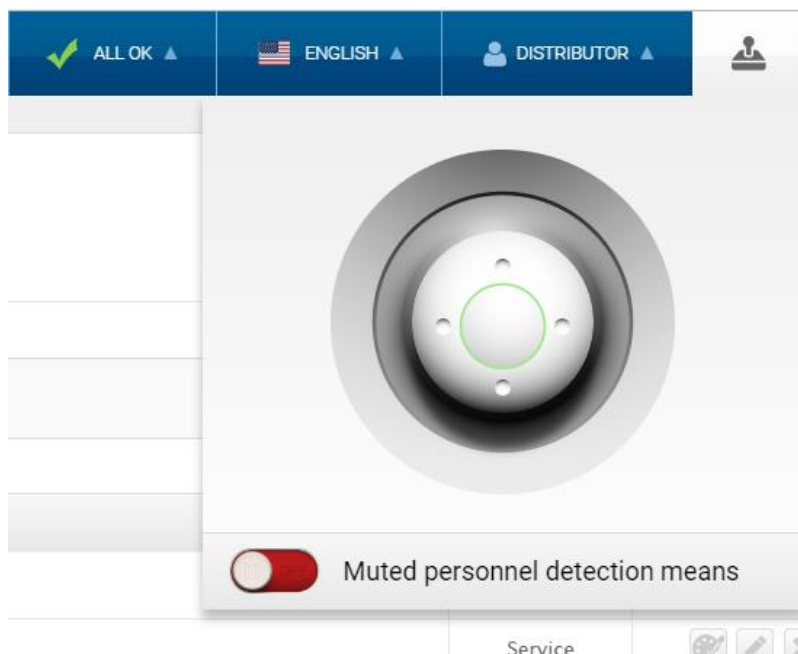 ALL OK
ENGLISH
DISTRIBUTOR
Muted personnel detection means
Service